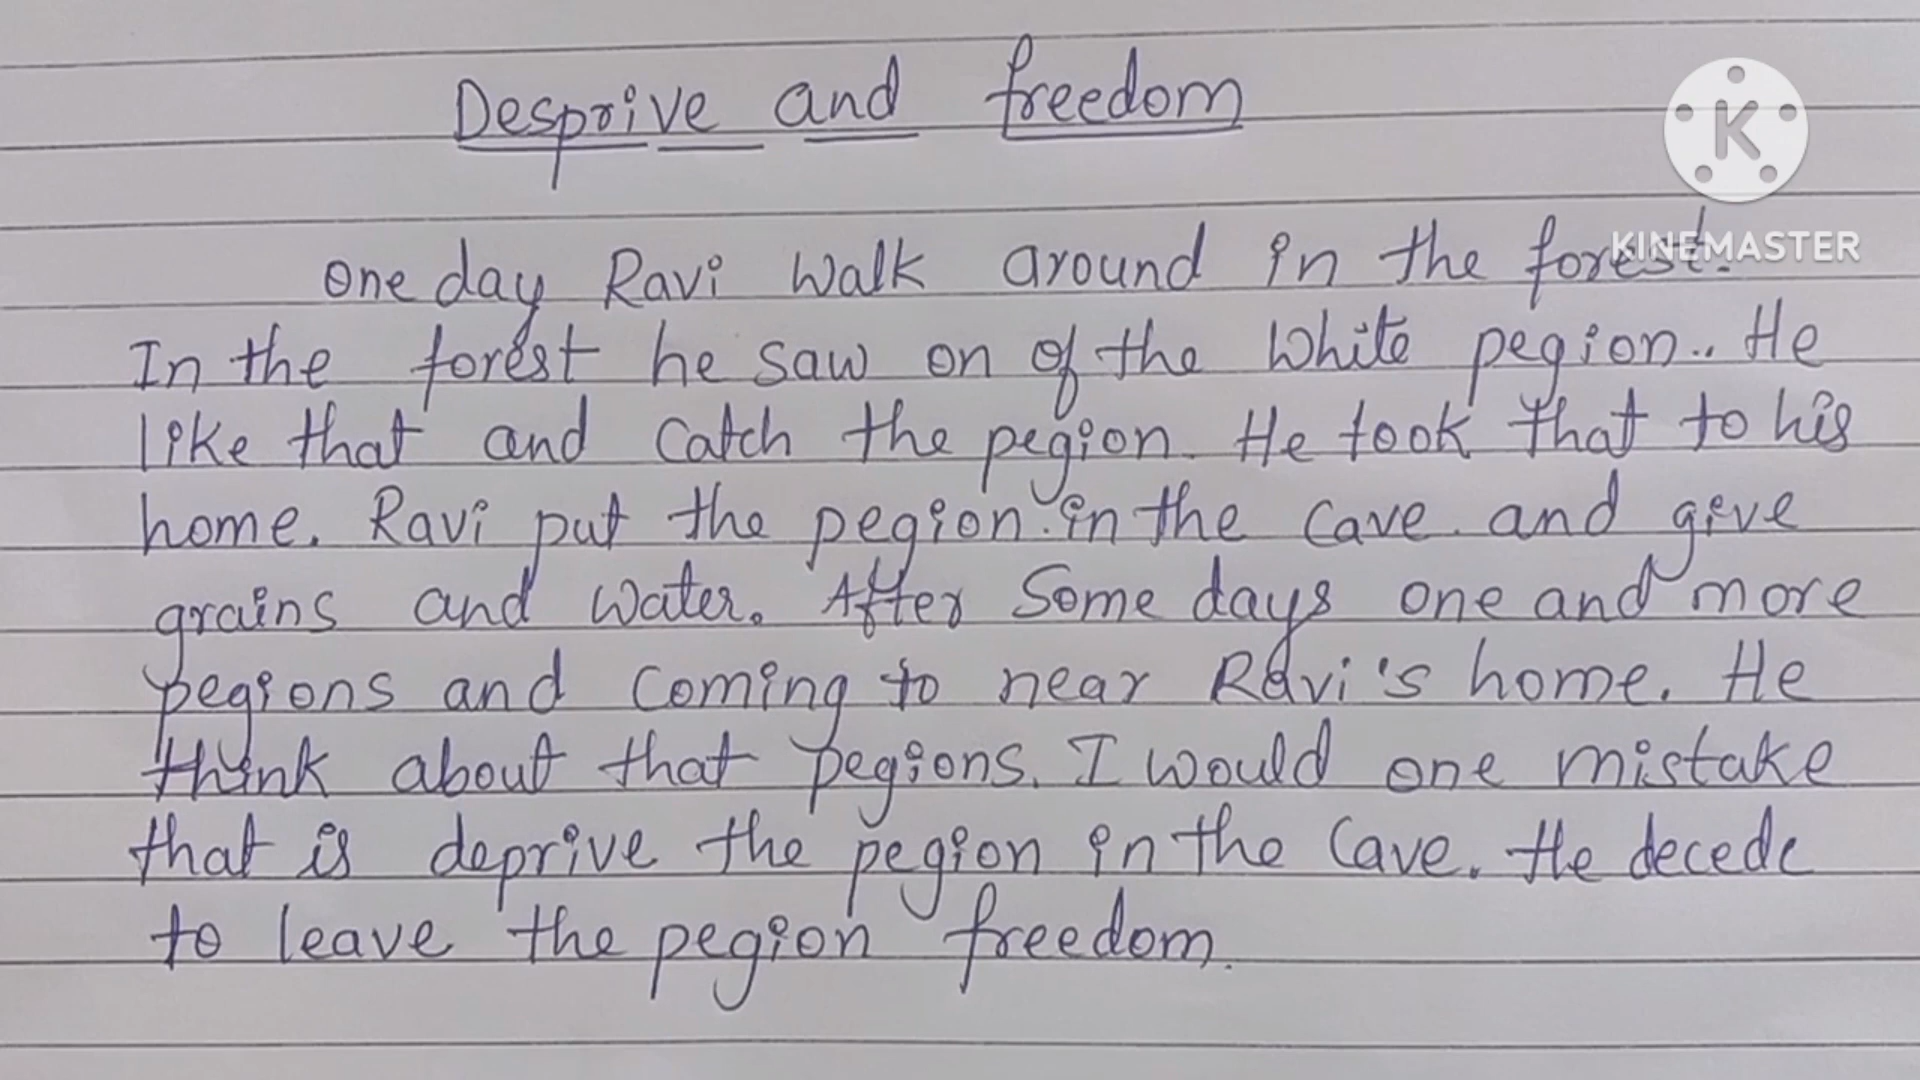 Desprive and freedom
K
KINEMASTER
One day Ravi walk around in the forest.
In the forest he saw on of the white pegion.. He
like that and catch the pegion. He took that to his
home. Ravi put the pegion in the cave. and give
grains and water. After some days one and more
pegions and coming to near Ravi's home. He
think about that pegions. I would one mistake
that is deprive the pegion in the cave. He decede
to leave the pegion freedom.